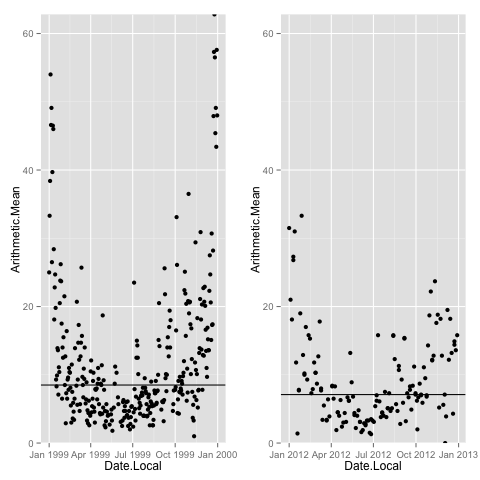 60
40
20
0
Arithmetic.Mean
Jan 1999 Apr 1999 Jul 1999 Oct 1999 Jan 2000
Date.Local
60
40
20
0
Arithmetic.Mean
Jan 2012 Apr 2012 Jul 2012 Oct 2012 Jan 2013
Date.Local